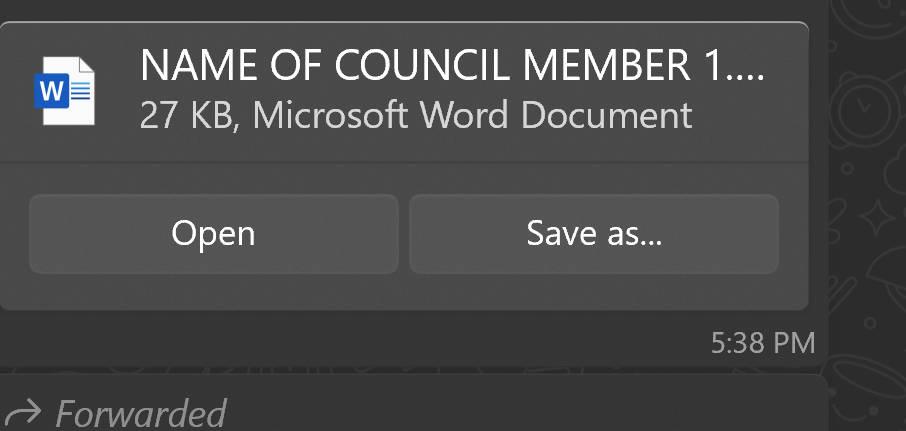 W
NAME OF COUNCIL MEMBER 1....
27 KB, Microsoft Word Document
Open
Save as...
5:38 PM
Forwarded